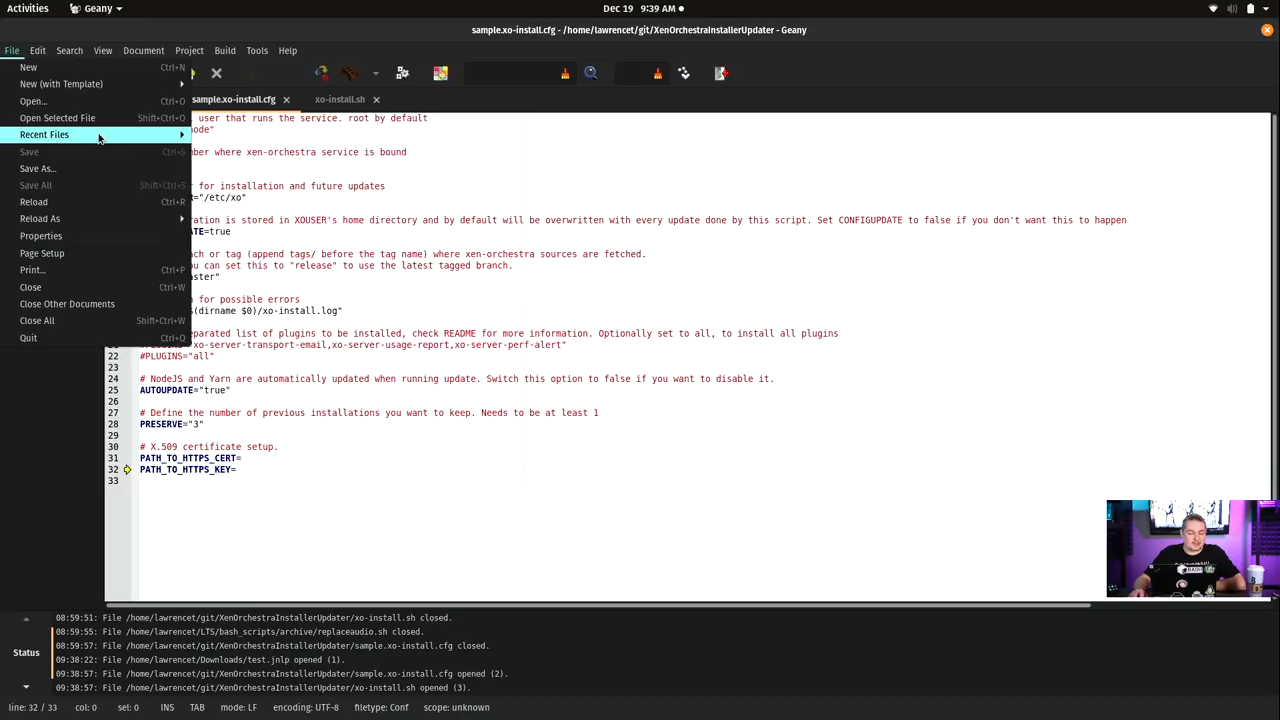 Activities
Geany
Dec 19 9:39 AM
sample.xo-install.cfg - /home/lawrencet/git/XenOrchestraInstallerUpdater - Geany
File Edit Search View Document Project Build Tools Help
New Ctrl+N
New (with Template)
Open... Ctrl+O
Open Selected File Shift+Ctrl+O
Recent Files
Save Ctrl+S
Save As...
Save All Shift+Ctrl+S
Reload Ctrl+R
Reload As
Properties
Page Setup
Print... Ctrl+P
Close Ctrl+W
Close Other Documents
Close All Shift+Ctrl+W
Quit Ctrl+Q
sample.xo-install.cfg
xo-install.sh
user that runs the service. root by default
node"
mber where xen-orchestra service is bound
r for installation and future updates
="/etc/xo"
ration is stored in XOUSER's home directory and by default will be overwritten with every update done by this script. Set CONFIGUPDATE to false if you don't want this to happen
ATE=true
ch or tag (append tags/ before the tag name) where xen-orchestra sources are fetched.
ou can set this to "release" to use the latest tagged branch.
aster"
n for possible errors
$(dirname $0)/xo-install.log"
eparated list of plugins to be installed, check README for more information. Optionally set to all, to install all plugins
xo-server-transport-email,xo-server-usage-report,xo-server-perf-alert"
22 #PLUGINS="all"
23
24 # NodeJS and Yarn are automatically updated when running update. Switch this option to false if you want to disable it.
25 AUTOUPDATE="true"
26
27 # Define the number of previous installations you want to keep. Needs to be at least 1
28 PRESERVE="3"
29
30 # X.509 certificate setup.
31 PATH_TO_HTTPS_CERT=
32 PATH_TO_HTTPS_KEY=
33
Status
08:59:51: File /home/lawrencet/git/XenOrchestraInstallerUpdater/xo-install.sh closed.
08:59:55: File /home/lawrencet/LTS/bash_scripts/archive/replaceaudio.sh closed.
08:59:57: File /home/lawrencet/git/XenOrchestraInstallerUpdater/sample.xo-install.cfg closed.
09:38:22: File /home/lawrencet/Downloads/test.jnlp opened (1).
09:38:57: File /home/lawrencet/git/XenOrchestraInstallerUpdater/sample.xo-install.cfg opened (2).
09:38:57: File /home/lawrencet/git/XenOrchestraInstallerUpdater/xo-install.sh opened (3).
line: 32 / 33 col: 0 sel: 0 INS TAB mode: LF encoding: UTF-8 filetype: Conf scope: unknown